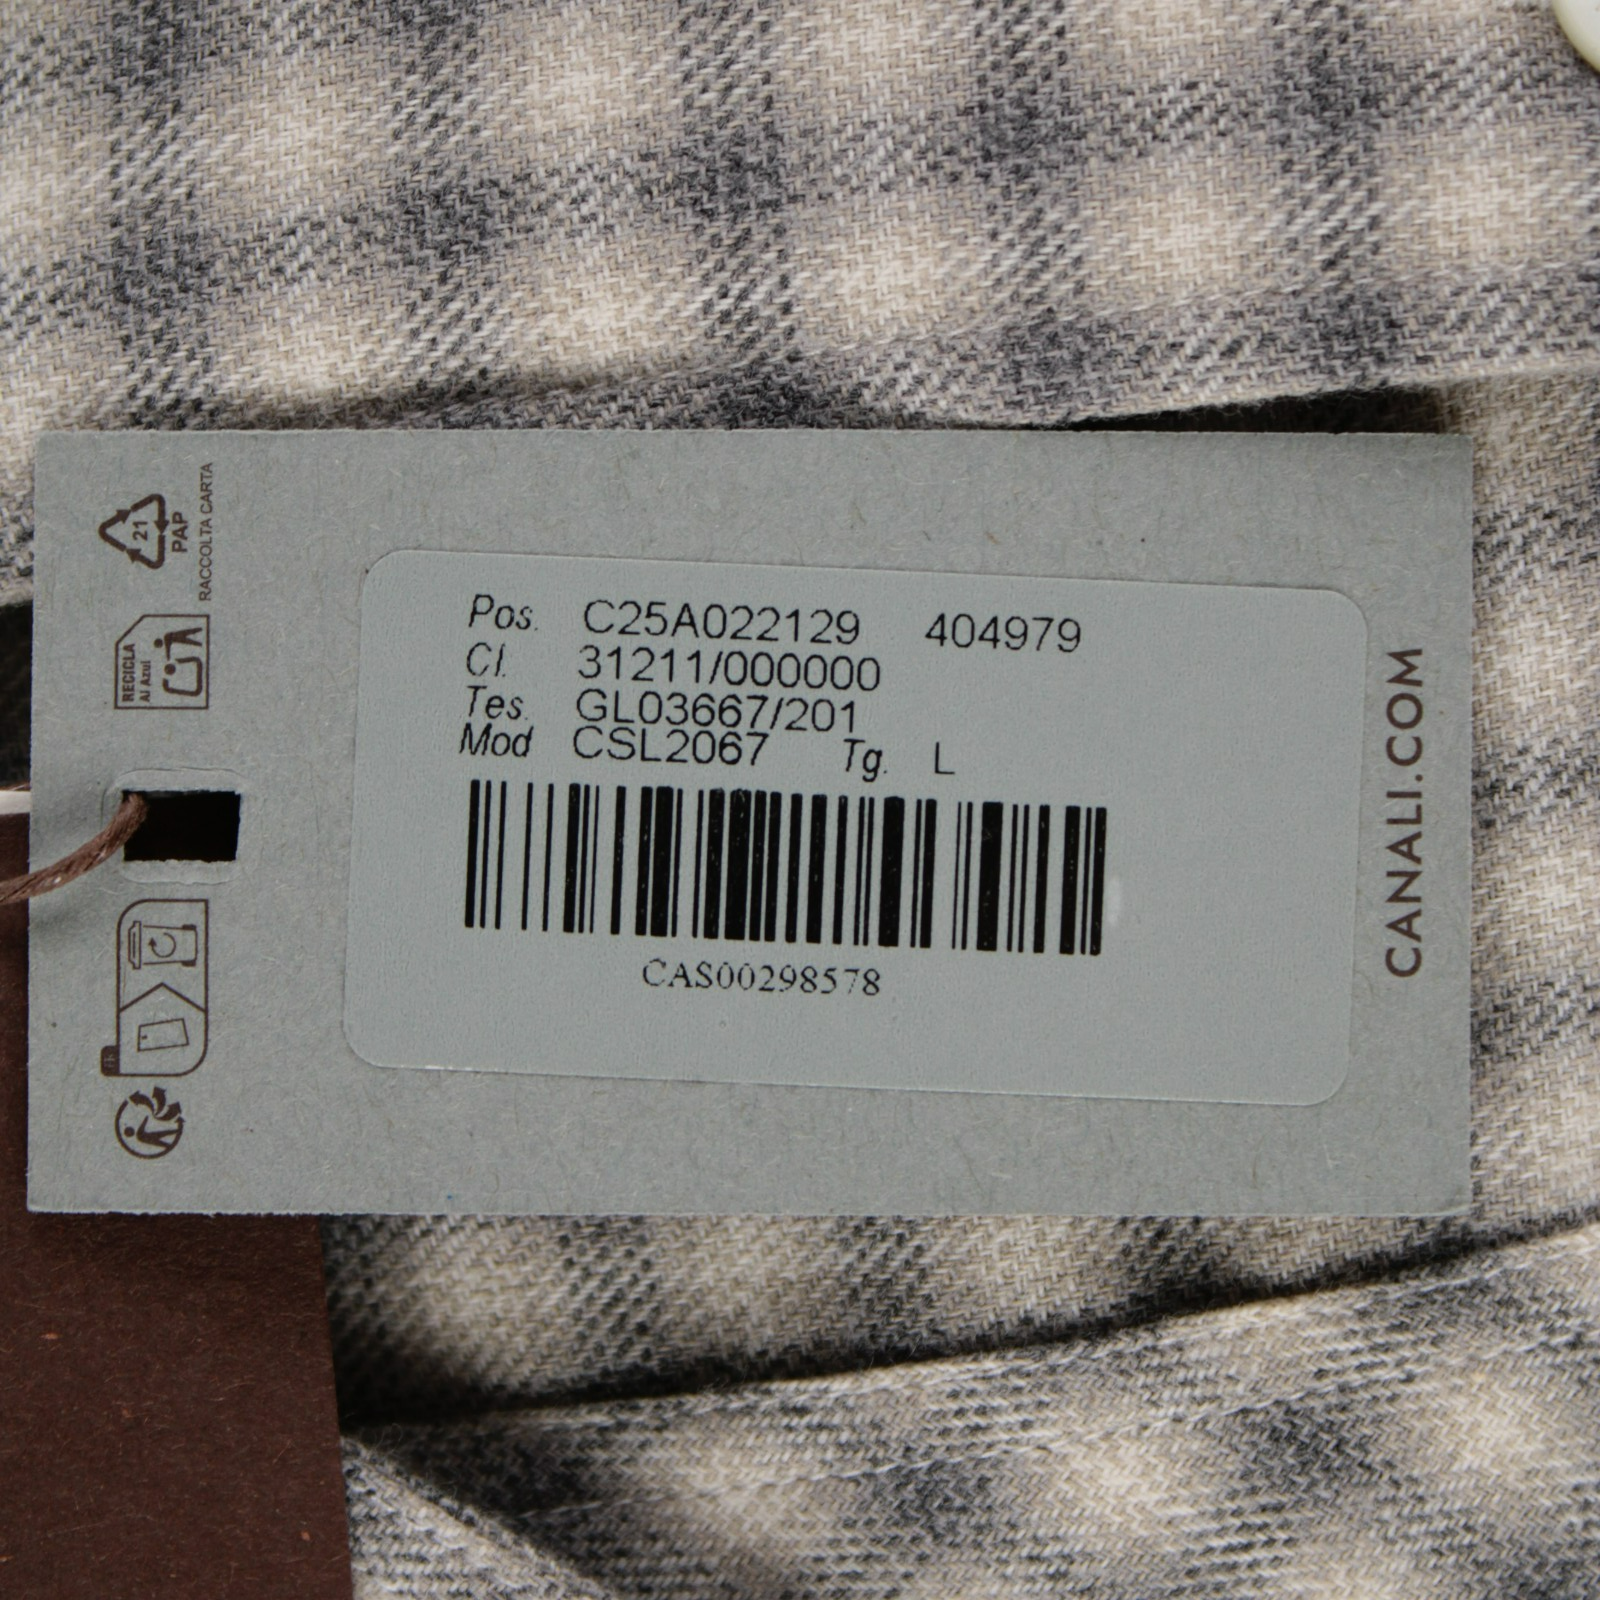 Pos. C25A022129 404979
Cl. 31211/000000
Tes. GL03667/201
Mod CSL2067 Tg. L
CAS00298578
CANALI.COM
21
PAP
RACCOLTA CARTA
RECICLA
Al Azul